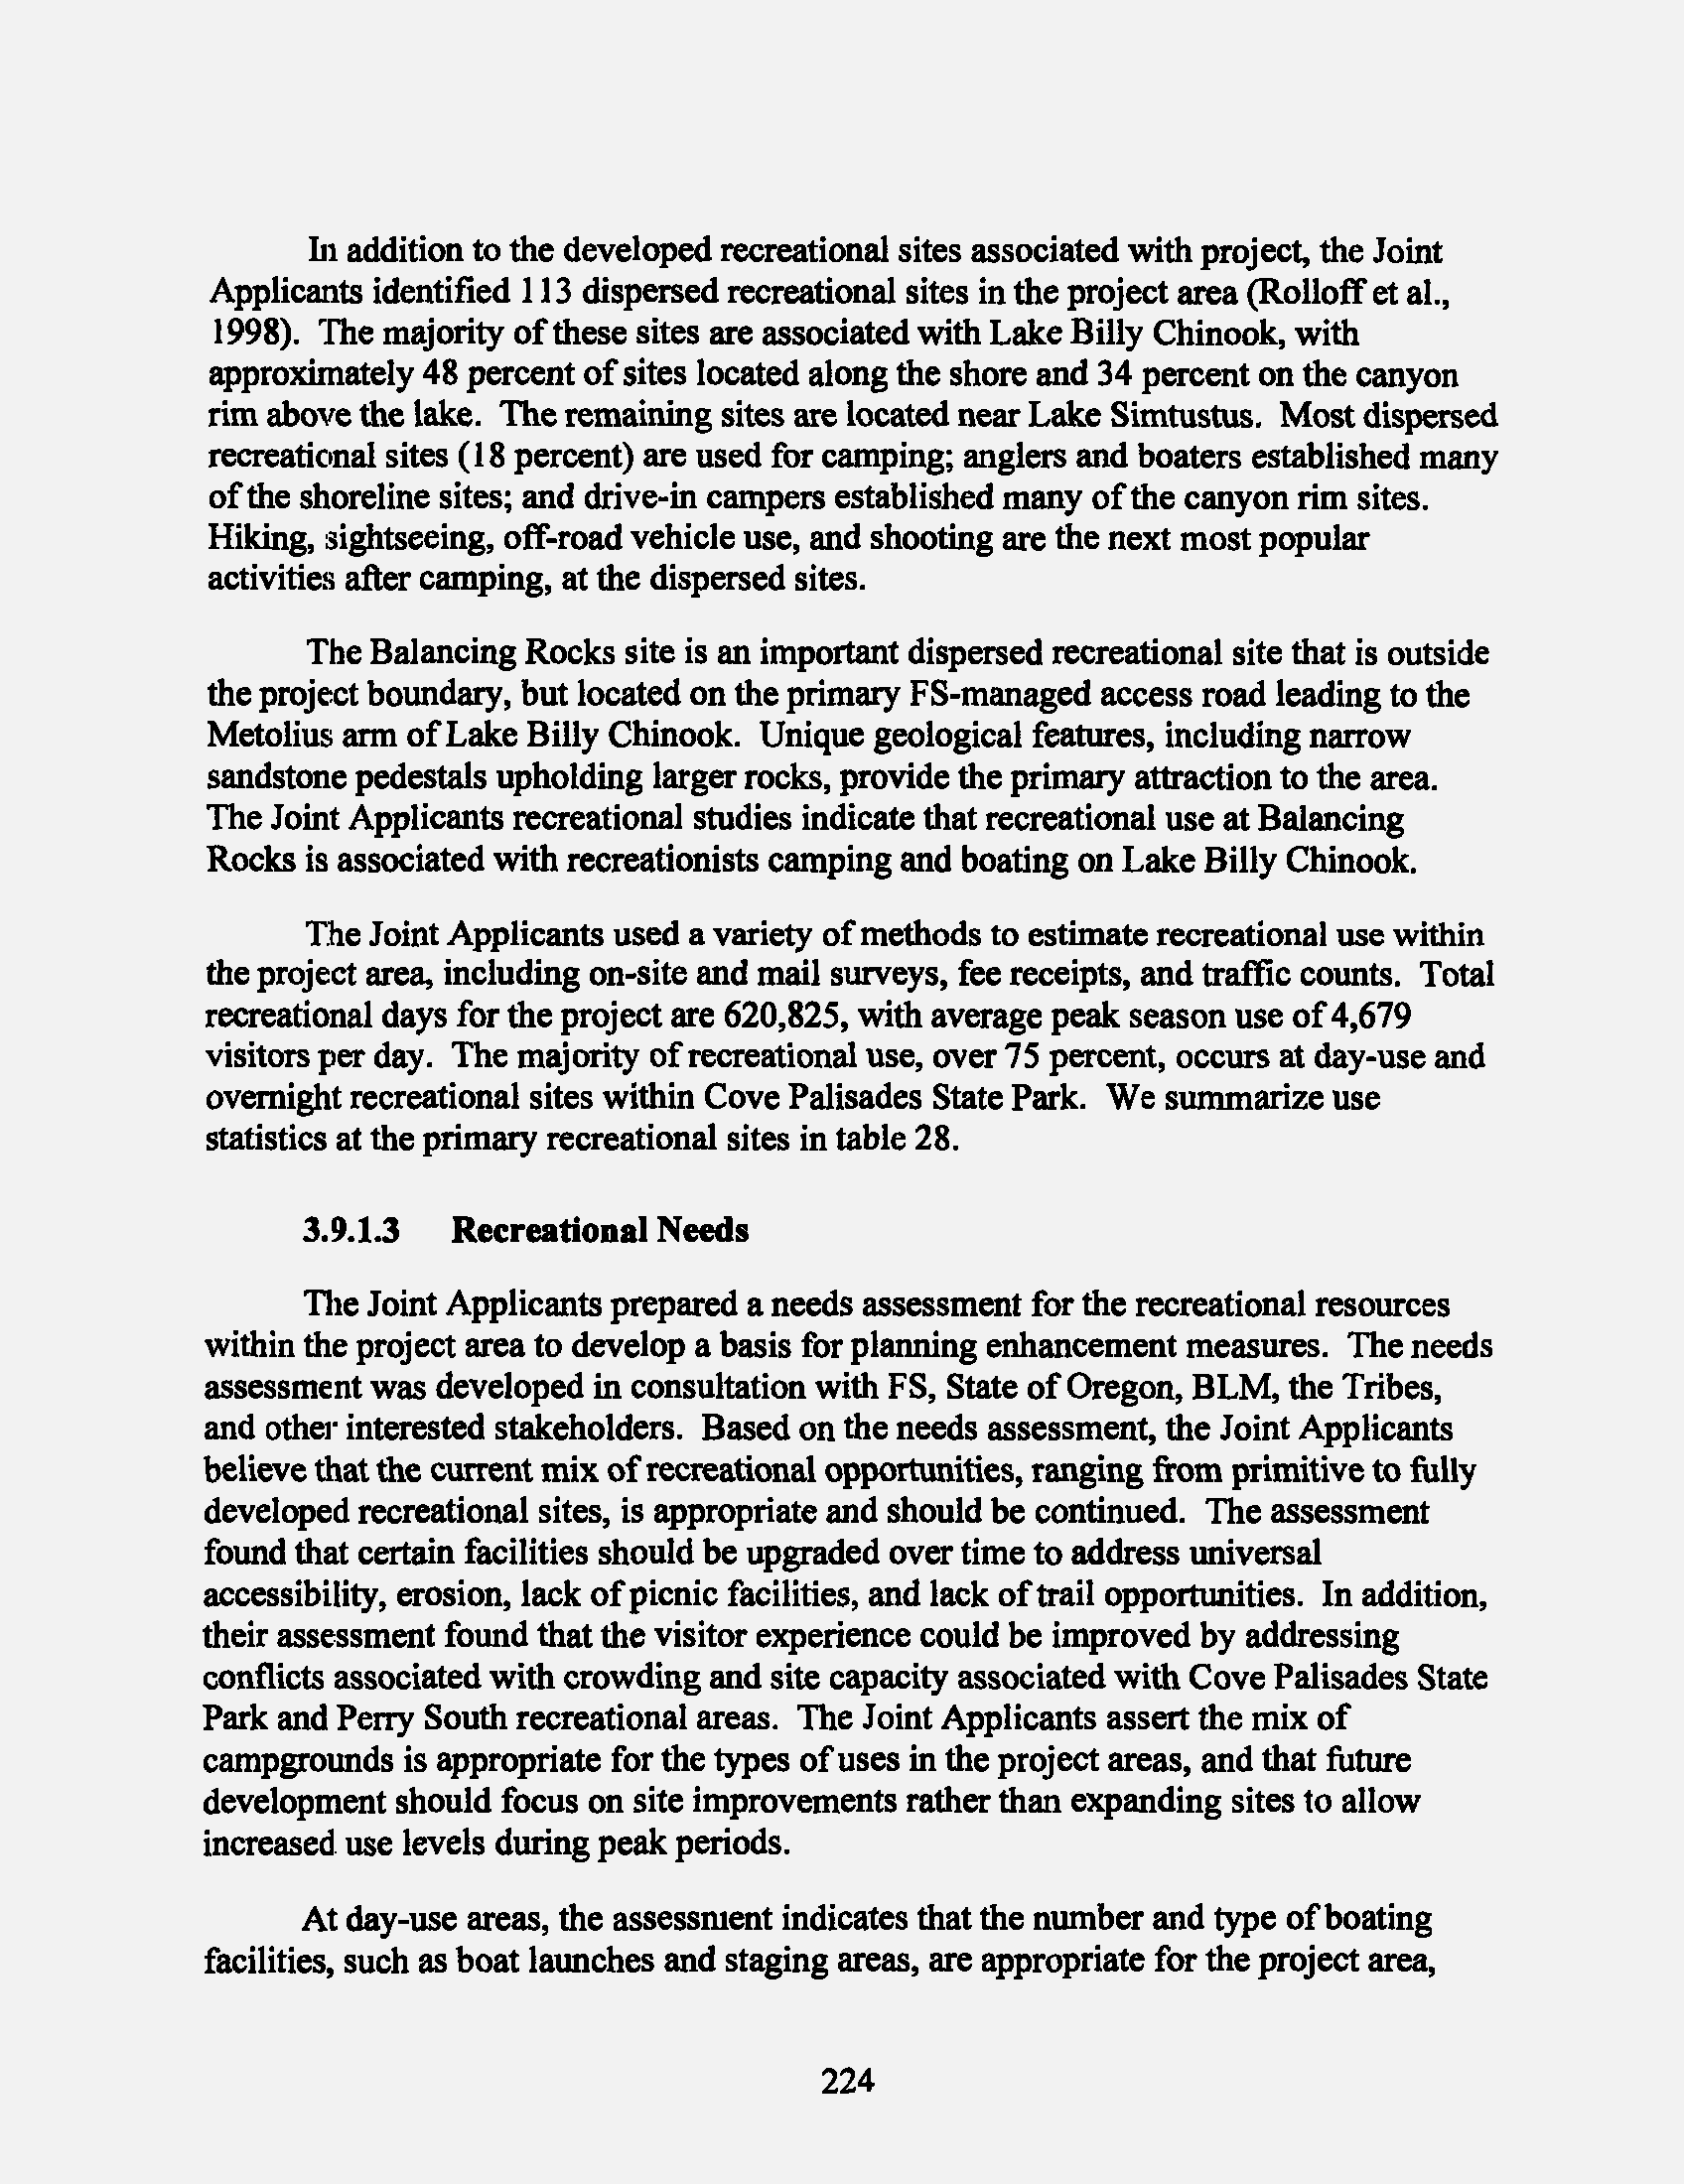 In addition to the developed recreational sites associated with project, the Joint
Applicants identified 113 dispersed recreational sites in the project area (Rolloff et al.,
1998). The majority of these sites are associated with Lake Billy Chinook, with
approximately 48 percent of sites located along the shore and 34 percent on the canyon
rim above the lake. The remaining sites are located near Lake Simtustus. Most dispersed
recreational sites (18 percent) are used for camping; anglers and boaters established many
of the shoreline sites; and drive-in campers established many of the canyon rim sites.
Hiking, sightseeing, off-road vehicle use, and shooting are the next most popular
activities after camping, at the dispersed sites.
The Balancing Rocks site is an important dispersed recreational site that is outside
the project boundary, but located on the primary FS-managed access road leading to the
Metolius arm of Lake Billy Chinook. Unique geological features, including narrow
sandstone pedestals upholding larger rocks, provide the primary attraction to the area.
The Joint Applicants recreational studies indicate that recreational use at Balancing
Rocks is associated with recreationists camping and boating on Lake Billy Chinook.
The Joint Applicants used a variety of methods to estimate recreational use within
the project area, including on-site and mail surveys, fee receipts, and traffic counts. Total
recreational days for the project are 620,825, with average peak season use of 4,679
visitors per day. The majority of recreational use, over 75 percent, occurs at day-use and
overnight recreational sites within Cove Palisades State Park. We summarize use
statistics at the primary recreational sites in table 28.
3.9.1.3 Recreational Needs
The Joint Applicants prepared a needs assessment for the recreational resources
within the project area to develop a basis for planning enhancement measures. The needs
assessment was developed in consultation with FS, State of Oregon, BLM, the Tribes,
and other interested stakeholders. Based on the needs assessment, the Joint Applicants
believe that the current mix of recreational opportunities, ranging from primitive to fully
developed recreational sites, is appropriate and should be continued. The assessment
found that certain facilities should be upgraded over time to address universal
accessibility, erosion, lack of picnic facilities, and lack of trail opportunities. In addition,
their assessment found that the visitor experience could be improved by addressing
conflicts associated with crowding and site capacity associated with Cove Palisades State
Park and Perry South recreational areas. The Joint Applicants assert the mix of
campgrounds is appropriate for the types of uses in the project areas, and that future
development should focus on site improvements rather than expanding sites to allow
increased use levels during peak periods.
At day-use areas, the assessment indicates that the number and type of boating
facilities, such as boat launches and staging areas, are appropriate for the project area,
224